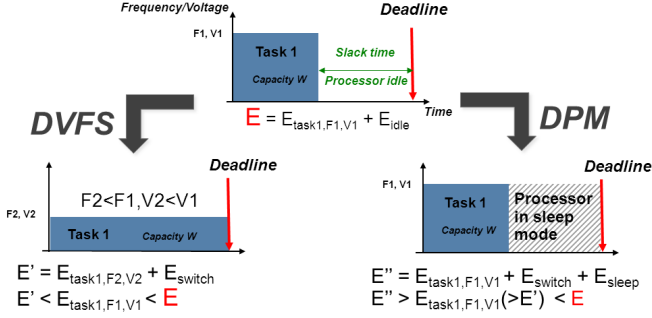 Frequency/Voltage
Deadline
F1, V1
Task 1
Capacity W
Slack time
Processor idle
Time
E = Etask1,F1,V1 + Eidle
DVFS
DPM
Deadline
F2<F1,V2<V1
F2, V2
Task 1 Capacity W
E' = Etask1,F2,V2 + Eswitch
E' < Etask1,F1,V1 < E
Deadline
F1, V1
Task 1
Capacity W
Processor
in sleep
mode
E'' = Etask1,F1,V1 + Eswitch + Esleep
E'' > Etask1,F1,V1(>E') < E